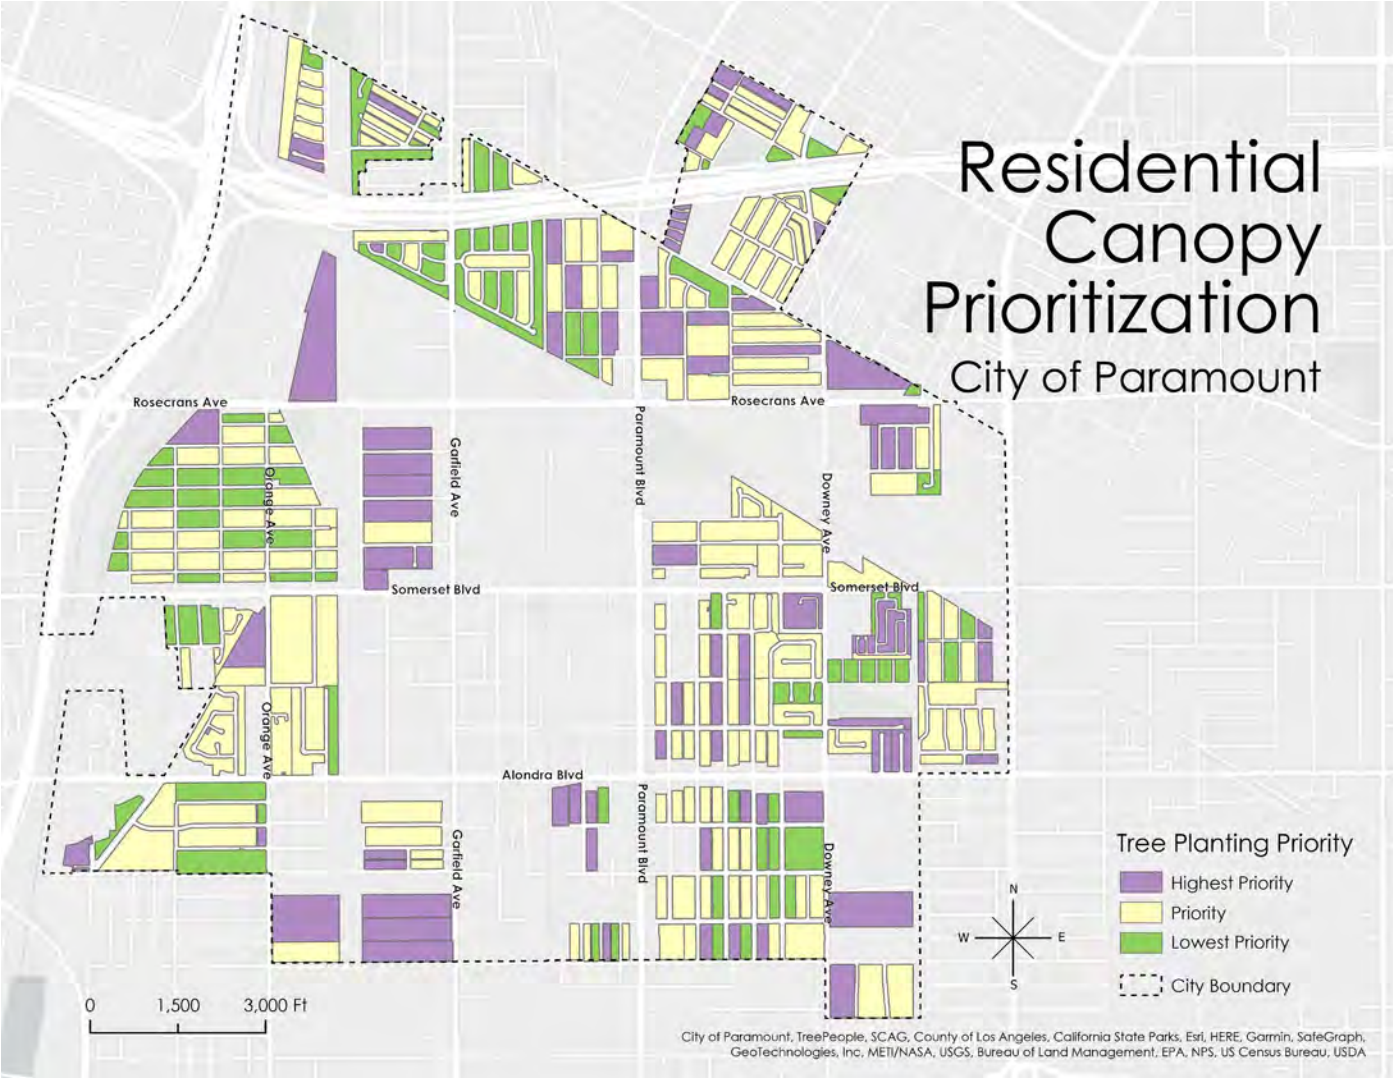 Residential
Canopy
Prioritization
City of Paramount
Rosecrans Ave
Rosecrans Ave
Paramount Blvd
Garfield Ave
Orange Ave
Downey Ave
Somerset Blvd
Somerset Blvd
Orange Ave
Alondra Blvd
Paramount Blvd
Garfield Ave
Downey Ave
Tree Planting Priority
Highest Priority
Priority
Lowest Priority
City Boundary
N
W
E
S
0 1,500 3,000 Ft
City of Paramount, TreePeople, SCAG, County of Los Angeles, California State Parks, Esri, HERE, Garmin, SafeGraph,
GeoTechnologies, Inc, METI/NASA, USGS, Bureau of Land Management, EPA, NPS, US Census Bureau, USDA